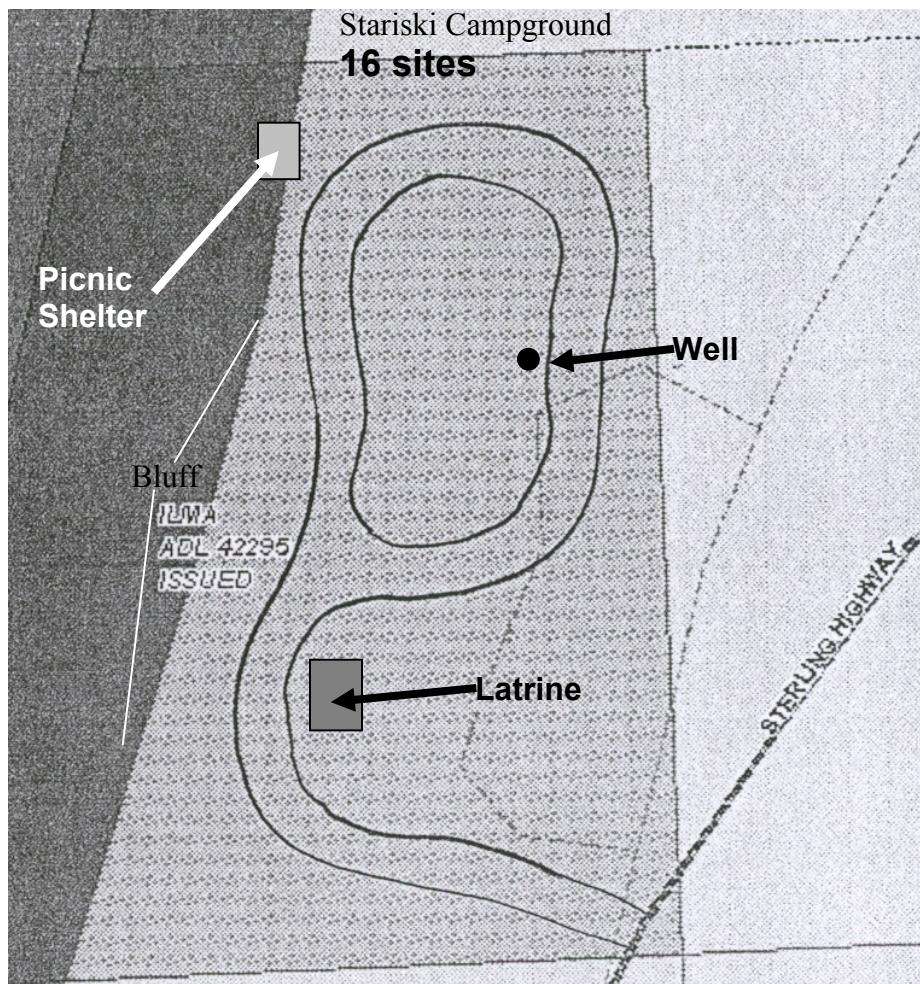 Stariski Campground
16 sites
Picnic
Shelter
Well
Bluff
ILMA
ADL 42295
ISSUED
STERLING HIGHWAY
Latrine